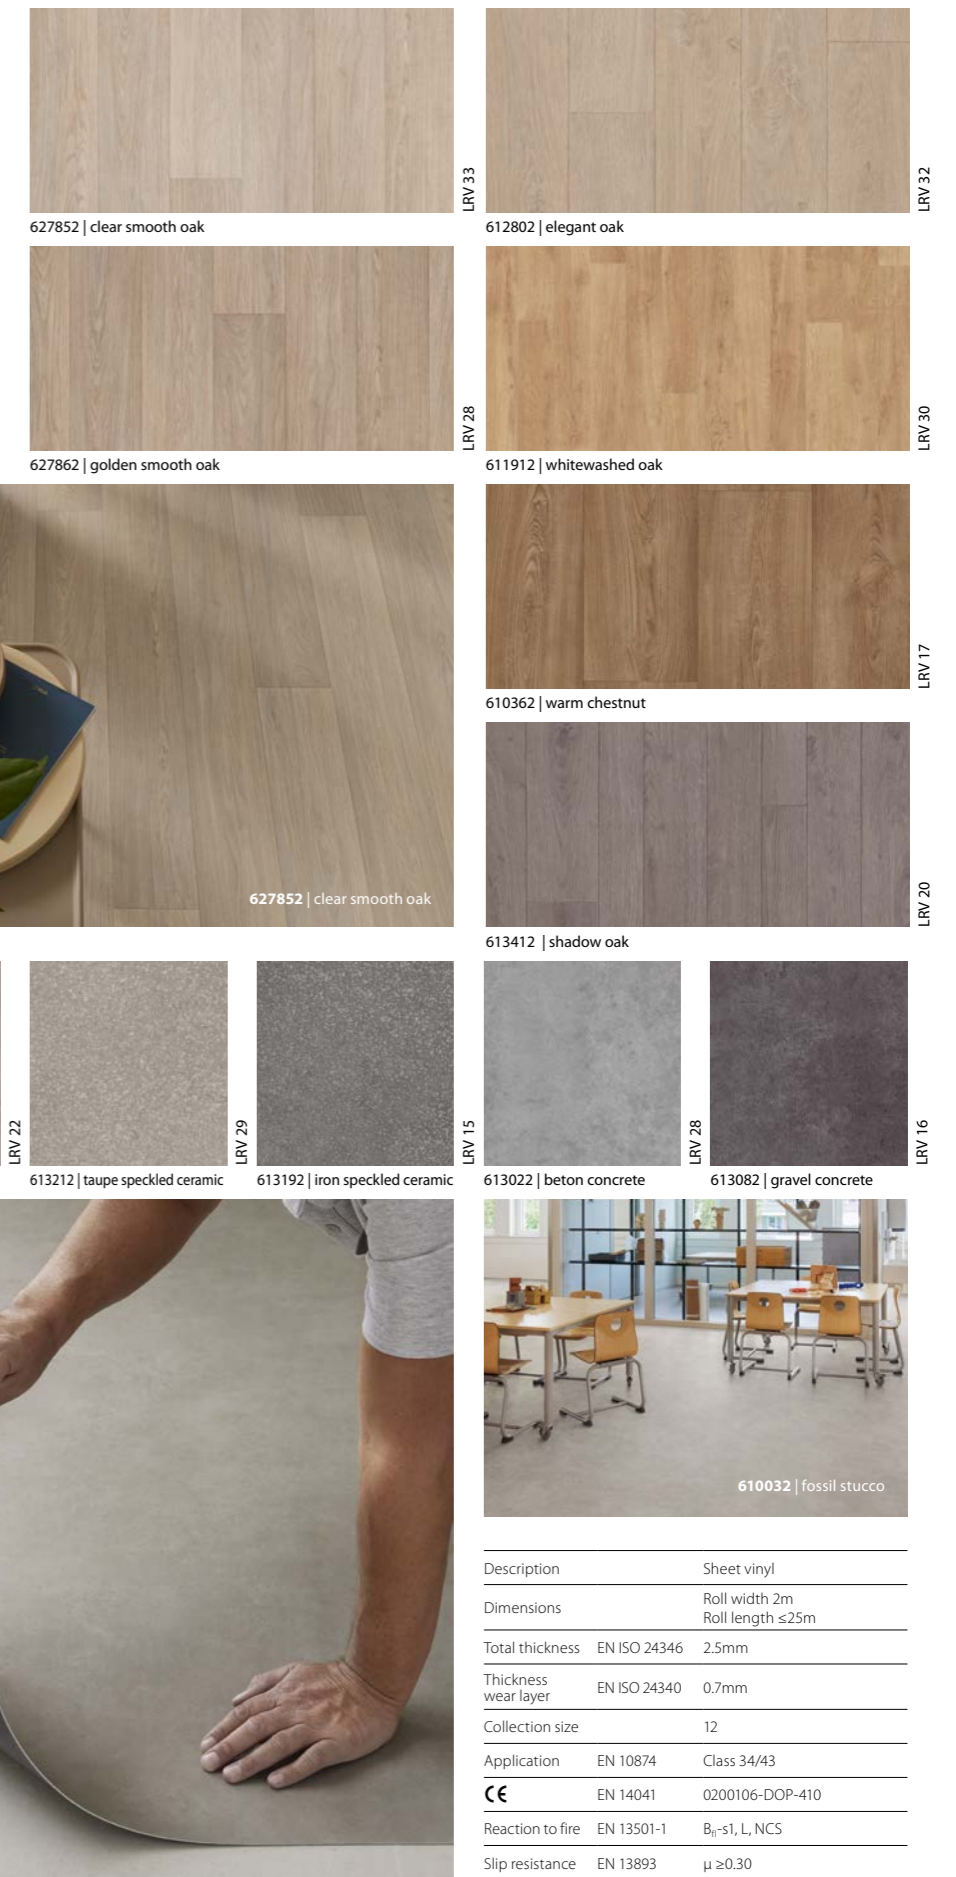 LRV 33
627852 | clear smooth oak
LRV 32
612802 | elegant oak
LRV 28
627862 | golden smooth oak
LRV 30
611912 | whitewashed oak
627852 | clear smooth oak
LRV 17
610362 | warm chestnut
LRV 20
613412 | shadow oak
LRV 22
LRV 29
613212 | taupe speckled ceramic
LRV 15
613192 | iron speckled ceramic
LRV 28
613022 | beton concrete
LRV 16
613082 | gravel concrete
610032 | fossil stucco
Description Sheet vinyl
Dimensions Roll width 2m
Roll length ≤25m
Total thickness EN ISO 24346 2.5mm
Thickness
wear layer EN ISO 24340 0.7mm
Collection size 12
Application EN 10874 Class 34/43
CE EN 14041 0200106-DOP-410
Reaction to fire EN 13501-1 Bfl-s1, L, NCS
Slip resistance EN 13893 μ ≥0.30